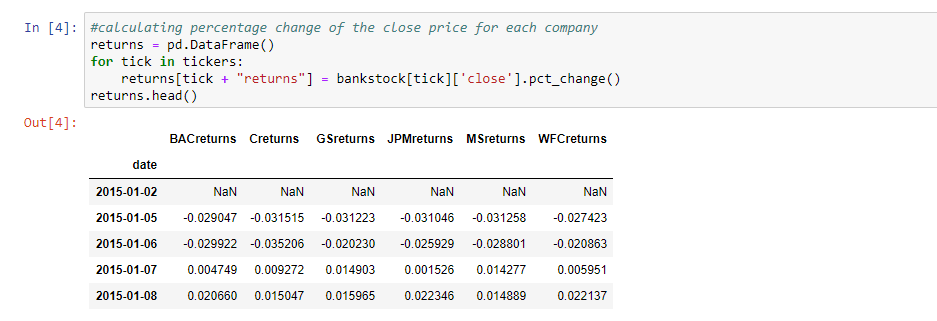 In [4]: #calculating percentage change of the close price for each company
returns = pd.DataFrame()
for tick in tickers:
    returns[tick + "returns"] = bankstock[tick]['close'].pct_change()
returns.head()
Out[4]:
BACreturns Creturns GSreturns JPMreturns MSreturns WFCreturns
date
2015-01-02 NaN NaN NaN NaN NaN NaN
2015-01-05 -0.029047 -0.031515 -0.031223 -0.031046 -0.031258 -0.027423
2015-01-06 -0.029922 -0.035206 -0.020230 -0.025929 -0.028801 -0.020863
2015-01-07 0.004749 0.009272 0.014903 0.001526 0.014277 0.005951
2015-01-08 0.020660 0.015047 0.015965 0.022346 0.014889 0.022137